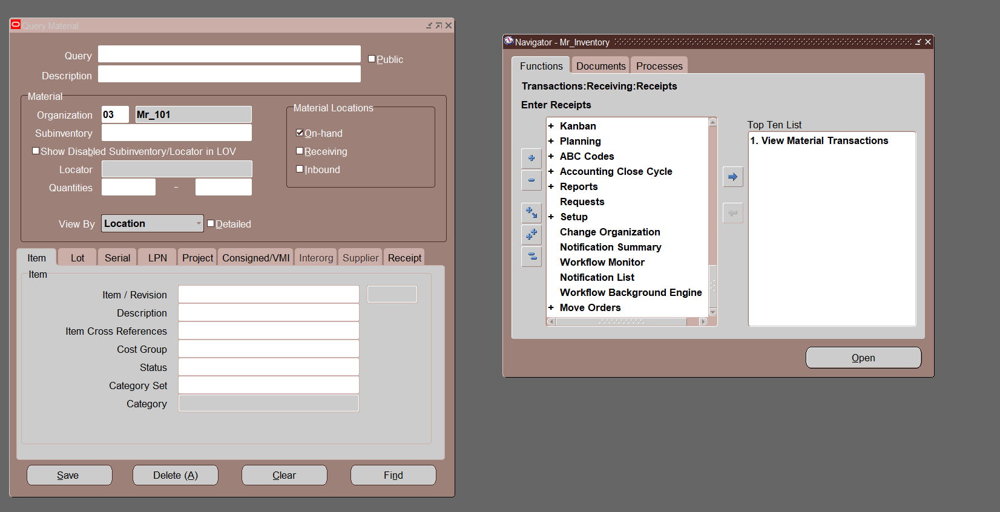 Query Material
Query
Public
Description
Material
Organization 03 Mr_101
Subinventory
Show Disabled Subinventory/Locator in LOV
Locator
Quantities -
View By Location Detailed
Material Locations
On-hand
Receiving
Inbound
Item Lot Serial LPN Project Consigned/VMI Interorg Supplier Receipt
Item
Item / Revision
Description
Item Cross References
Cost Group
Status
Category Set
Category
Save Delete (A) Clear Find
Navigator - Mr_Inventory
Functions Documents Processes
Transactions:Receiving:Receipts
Enter Receipts
+ Kanban
+ Planning
+ ABC Codes
+ Accounting Close Cycle
+ Reports
Requests
+ Setup
Change Organization
Notification Summary
Workflow Monitor
Notification List
Workflow Background Engine
+ Move Orders
Top Ten List
1. View Material Transactions
Open